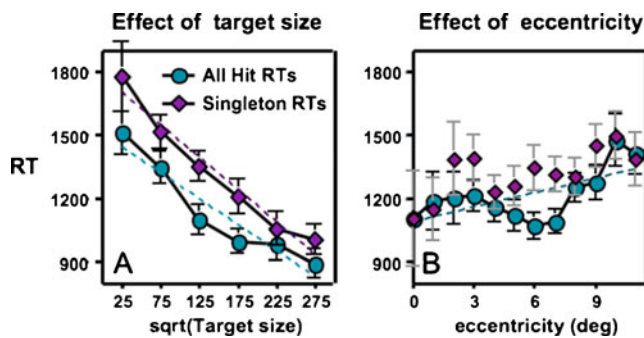 Effect of target size
Effect of eccentricity
1800
1500
1200
900
RT
All Hit RTs
Singleton RTs
A
25 75 125 175 225 275
sqrt(Target size)
1800
1500
1200
900
B
0 3 6 9
eccentricity (deg)